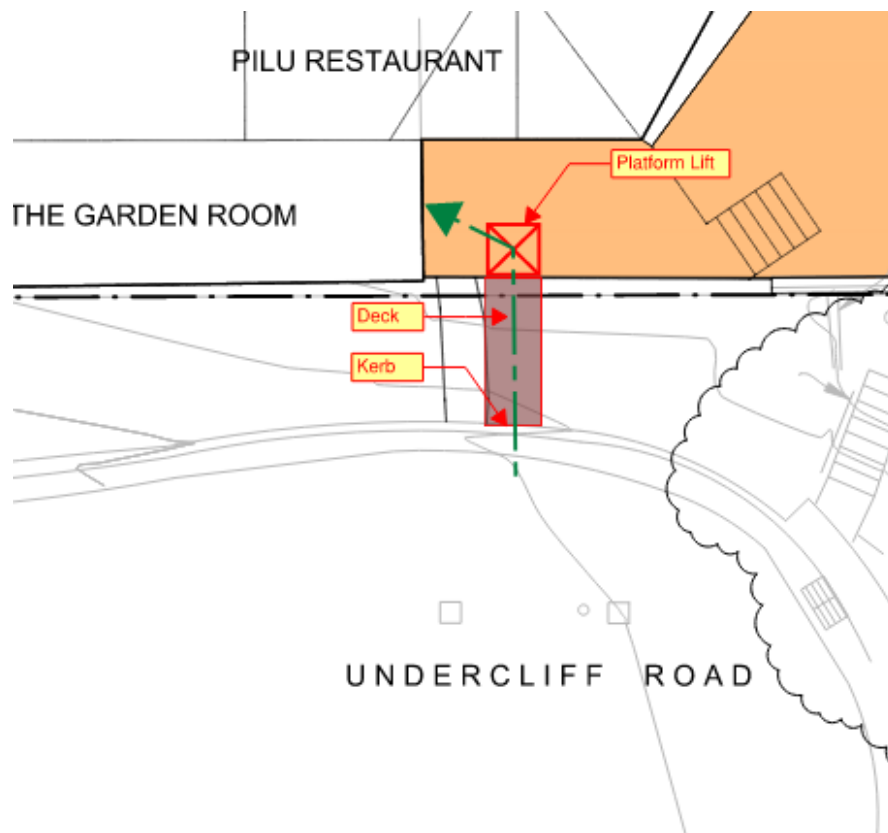 PILU RESTAURANT
Platform Lift
THE GARDEN ROOM
Deck
Kerb
UNDERCLIFF ROAD